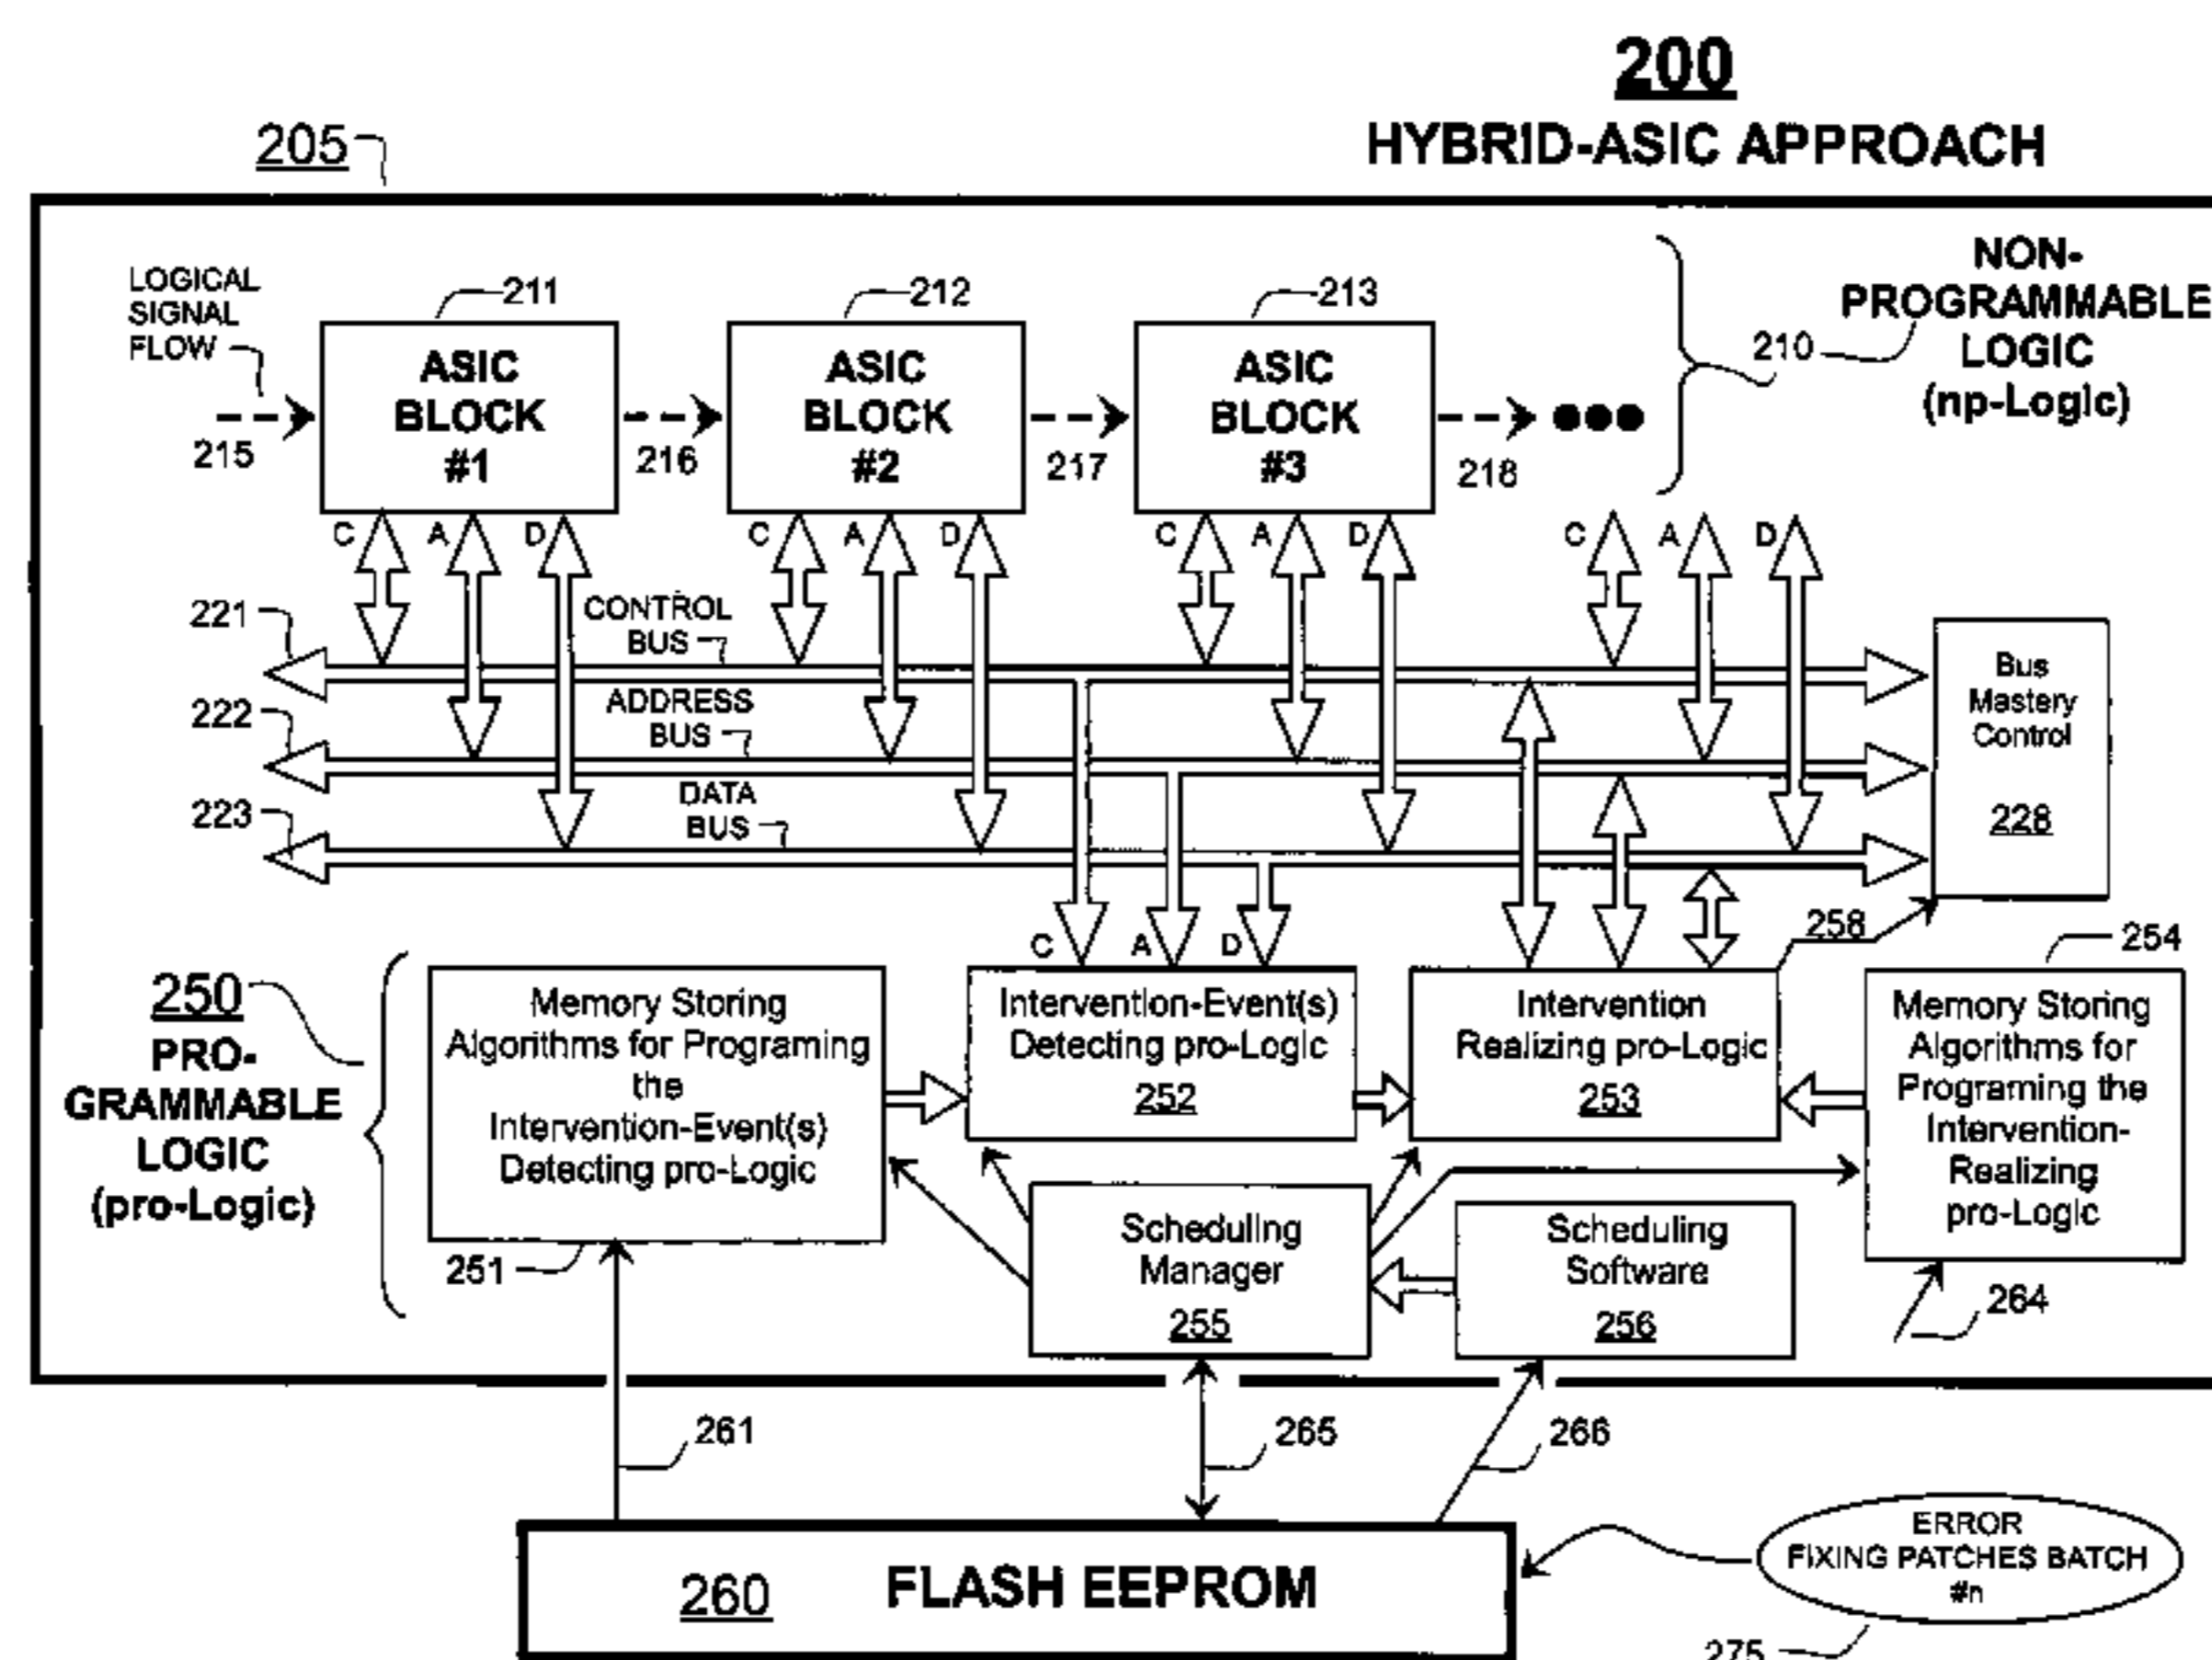 200
HYBRID-ASIC APPROACH
205
LOGICAL
SIGNAL
FLOW
211
212
213
NON-
PROGRAMMABLE
LOGIC
(np-Logic)
210
ASIC
BLOCK
#1
ASIC
BLOCK
#2
ASIC
BLOCK
#3
215
216
217
218
C A D
C A D
C A D
C A D
221
CONTROL
BUS
222
ADDRESS
BUS
223
DATA
BUS
Bus
Mastery
Control
228
C A D
258
254
250
PRO-
GRAMMABLE
LOGIC
(pro-Logic)
Memory Storing
Algorithms for Programing
the
Intervention-Event(s)
Detecting pro-Logic
251
Intervention-Event(s)
Detecting pro-Logic
252
Intervention
Realizing pro-Logic
253
Memory Storing
Algorithms for
Programing the
Intervention-
Realizing
pro-Logic
Scheduling
Manager
255
Scheduling
Software
256
264
261
265
266
260 FLASH EEPROM
ERROR
FIXING PATCHES BATCH
#n
275